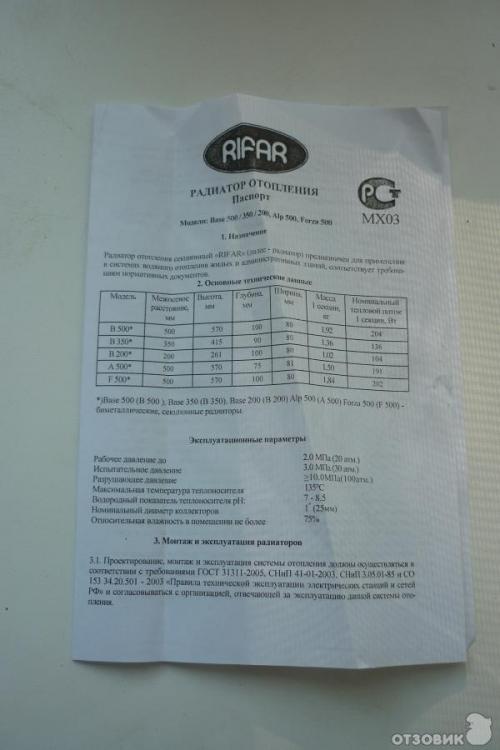 RIFAR
РАДИАТОР ОТОПЛЕНИЯ
Паспорт
Модели: Base 500 / 350 / 200, Alp 500, Forza 500
РСТ
МХ03
1. Назначение
Радиатор отопления секционный «RIFAR» (далее - радиатор) предназначен для применения
в системах водяного отопления жилых и административных зданий, соответствует требова-
ниям нормативных документов.
2. Основные технические данные
Модель Межосевое расстояние, мм Высота, мм Глубина, мм Ширина, мм Масса 1 секции, кг Номинальный тепловой поток 1 секции, Вт
В 500* 500 570 100 80 1,92 204
В 350* 350 415 90 80 1,36 136
В 200* 200 261 100 80 1,02 104
А 500* 500 570 75 81 1,50 191
F 500* 500 570 100 80 1,84 202
*)Base 500 (B 500 ), Base 350 (B 350), Base 200 (B 200) Alp 500 (A 500) Forza 500 (F 500) -
биметаллические, секционные радиаторы
Эксплуатационные параметры
Рабочее давление до 2.0 МПа (20 атм.)
Испытательное давление 3.0 МПа (30 атм.)
Разрушающее давление ≥10.0МПа(100атм.)
Максимальная температура теплоносителя 135°С
Водородный показатель теплоносителя рН: 7 - 8.5
Номинальный диаметр коллекторов 1" (25мм)
Относительная влажность в помещении не более 75%
3. Монтаж и эксплуатация радиаторов
3.1. Проектирование, монтаж и эксплуатация системы отопления должны осуществляться в
соответствии с требованиями ГОСТ 31311-2005, СНиП 41-01-2003, СНиП 3.05.01-85 и СО
153 34.20.501 - 2003 «Правила технической эксплуатации электрических станций и сетей
РФ» и согласовываться с организацией, отвечающей за эксплуатацию данной системы ото-
пления.
ОТЗОВИК